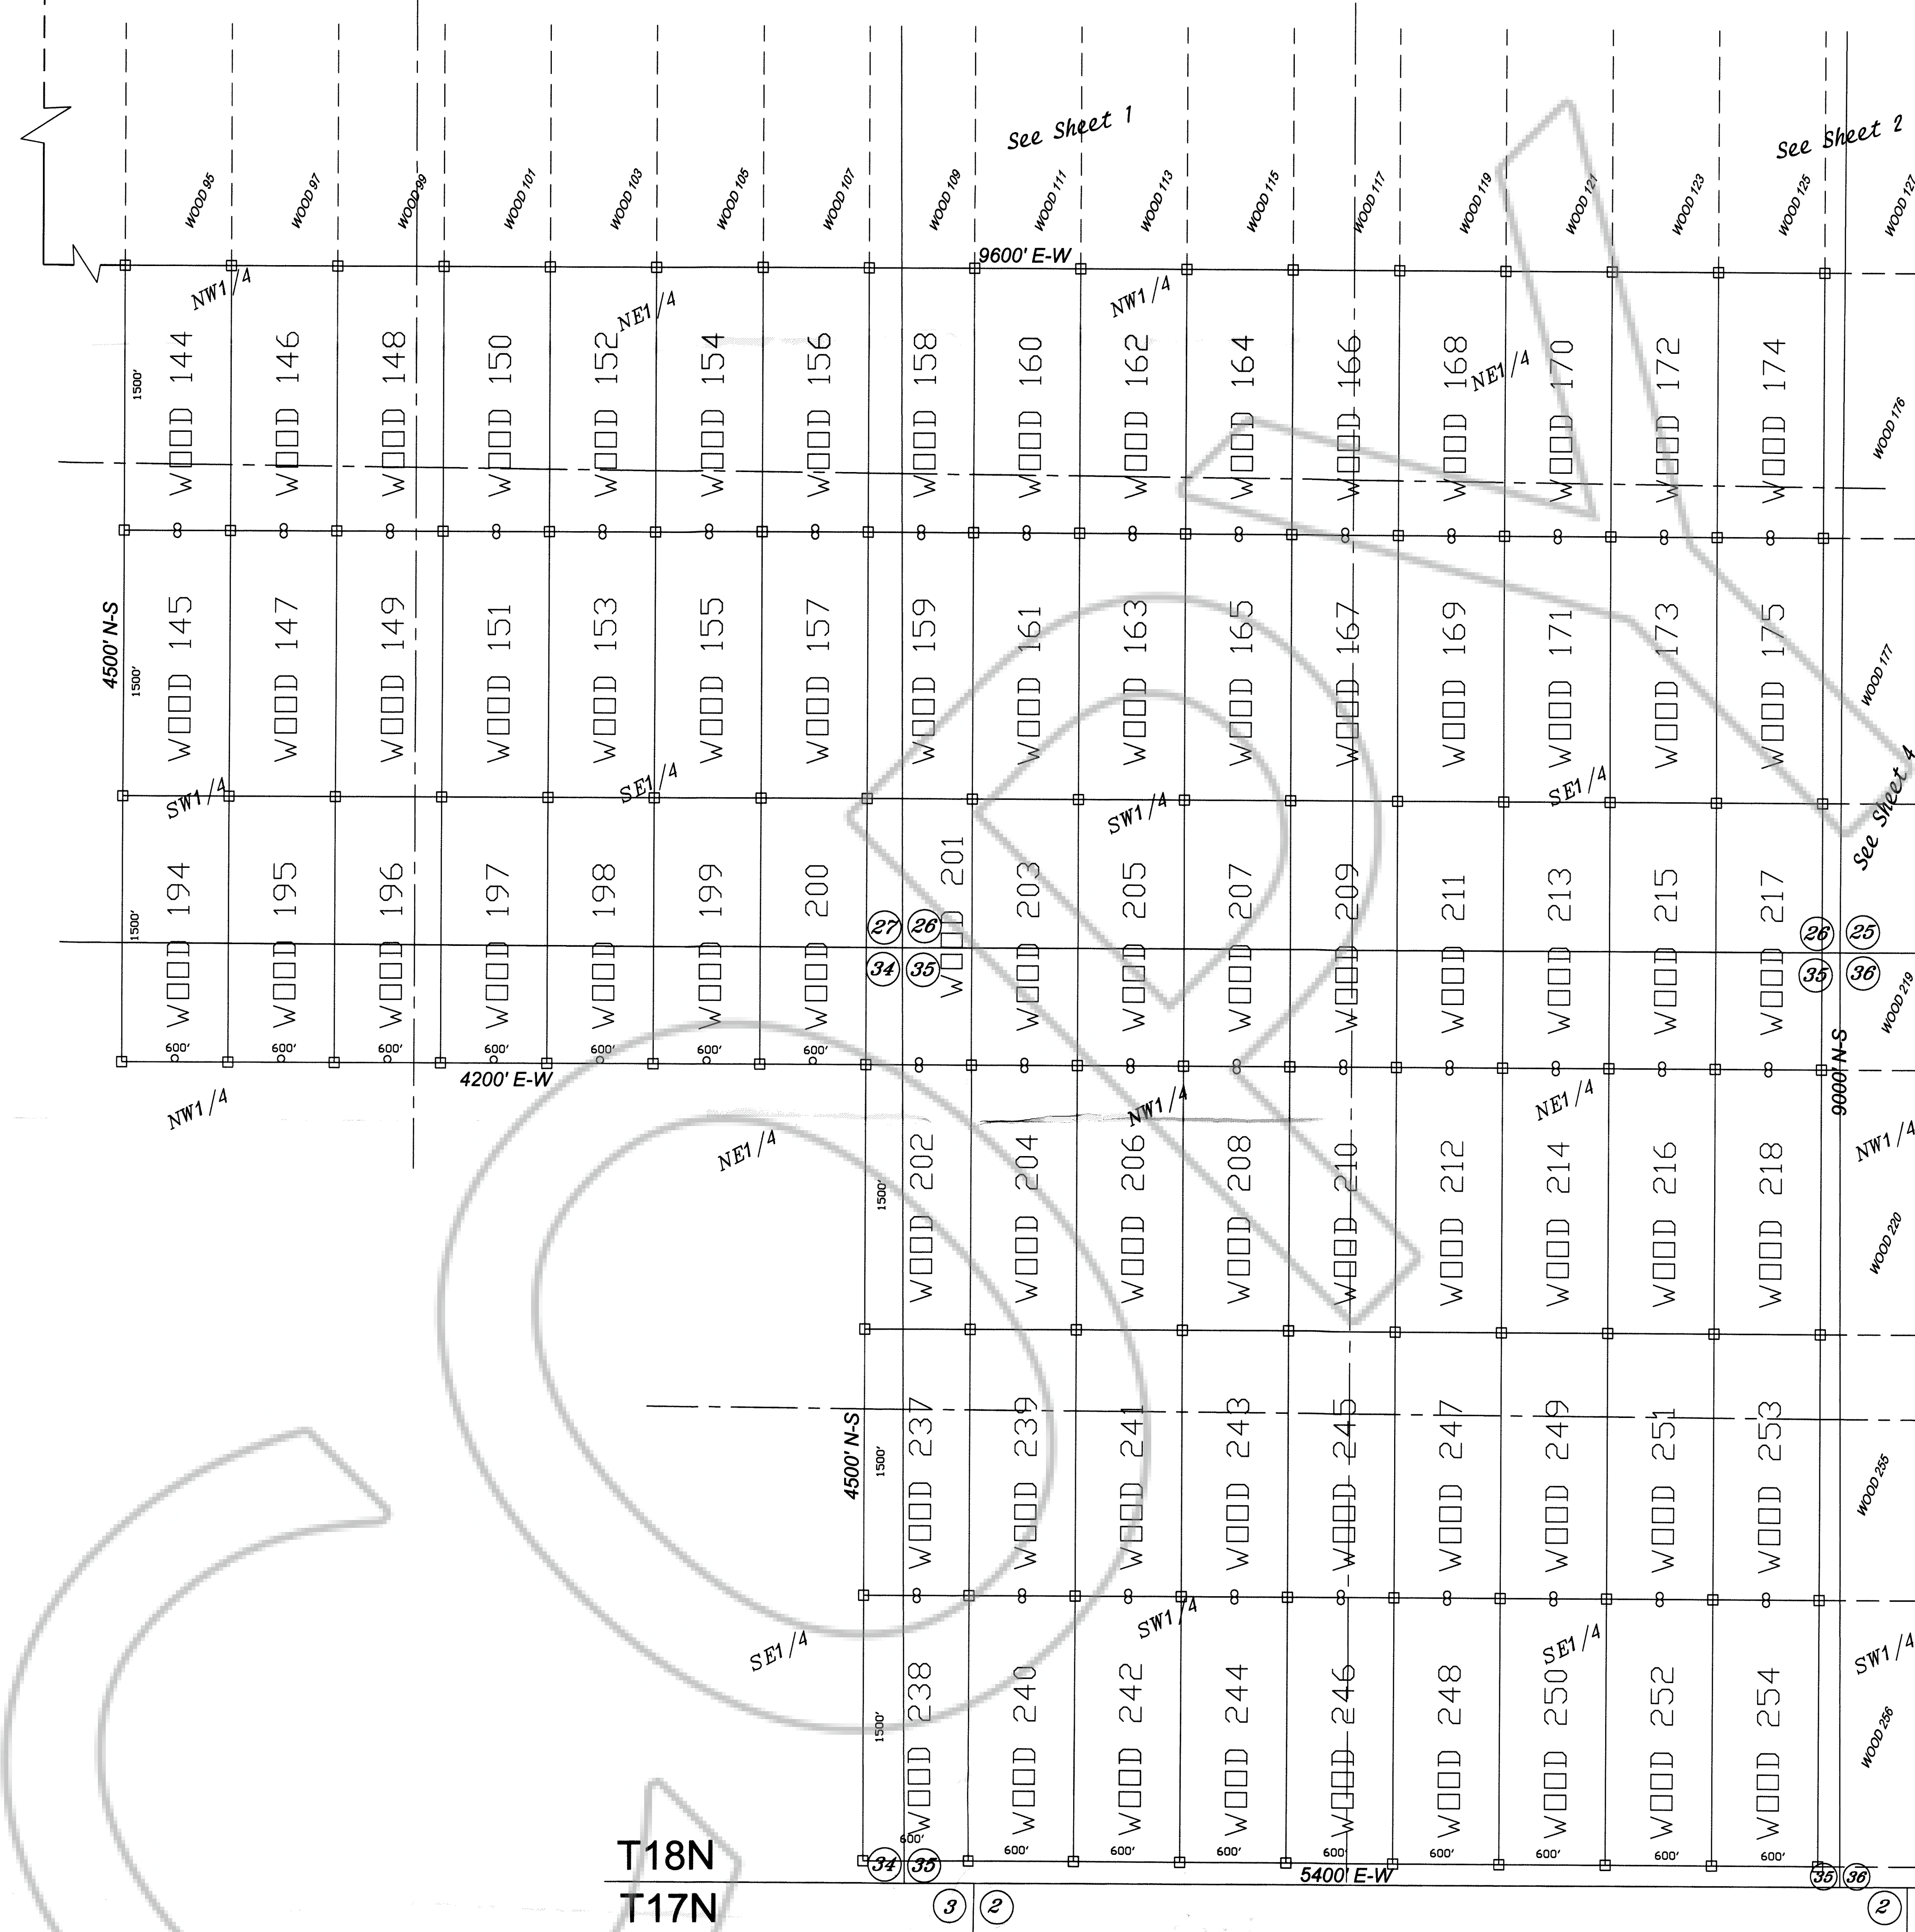 See Sheet 1
See Sheet 2
WOOD 95
WOOD 97
WOOD 99
WOOD 101
WOOD 103
WOOD 105
WOOD 107
WOOD 109
WOOD 111
WOOD 113
WOOD 115
WOOD 117
WOOD 119
WOOD 121
WOOD 123
WOOD 125
WOOD 127
9600' E-W
NW1/4
NE1/4
NW1/4
NE1/4
1500'
WOOD 144
WOOD 146
WOOD 148
WOOD 150
WOOD 152
WOOD 154
WOOD 156
WOOD 158
WOOD 160
WOOD 162
WOOD 164
WOOD 166
WOOD 168
WOOD 170
WOOD 172
WOOD 174
WOOD 176
4500' N-S
1500'
WOOD 145
WOOD 147
WOOD 149
WOOD 151
WOOD 153
WOOD 155
WOOD 157
WOOD 159
WOOD 161
WOOD 163
WOOD 165
WOOD 167
WOOD 169
WOOD 171
WOOD 173
WOOD 175
WOOD 177
SW1/4
SE1/4
SW1/4
SE1/4
See Sheet 4
1500'
WOOD 194
WOOD 195
WOOD 196
WOOD 197
WOOD 198
WOOD 199
WOOD 200
WOOD 201
WOOD 203
WOOD 205
WOOD 207
WOOD 209
WOOD 211
WOOD 213
WOOD 215
WOOD 217
WOOD 219
27 26
34 35
26 25
35 36
600'
600'
600'
600'
600'
600'
600'
4200' E-W
9000' N-S
NW1/4
NE1/4
NW1/4
NE1/4
NW1/4
1500'
WOOD 202
WOOD 204
WOOD 206
WOOD 208
WOOD 210
WOOD 212
WOOD 214
WOOD 216
WOOD 218
WOOD 220
4500' N-S
1500'
WOOD 237
WOOD 239
WOOD 241
WOOD 243
WOOD 245
WOOD 247
WOOD 249
WOOD 251
WOOD 253
WOOD 255
SE1/4
SW1/4
SE1/4
SW1/4
1500'
WOOD 238
WOOD 240
WOOD 242
WOOD 244
WOOD 246
WOOD 248
WOOD 250
WOOD 252
WOOD 254
WOOD 256
600'
600'
600'
600'
600'
600'
600'
600'
600'
T18N
34 35
5400' E-W
35 36
T17N
3 2
2
COPY